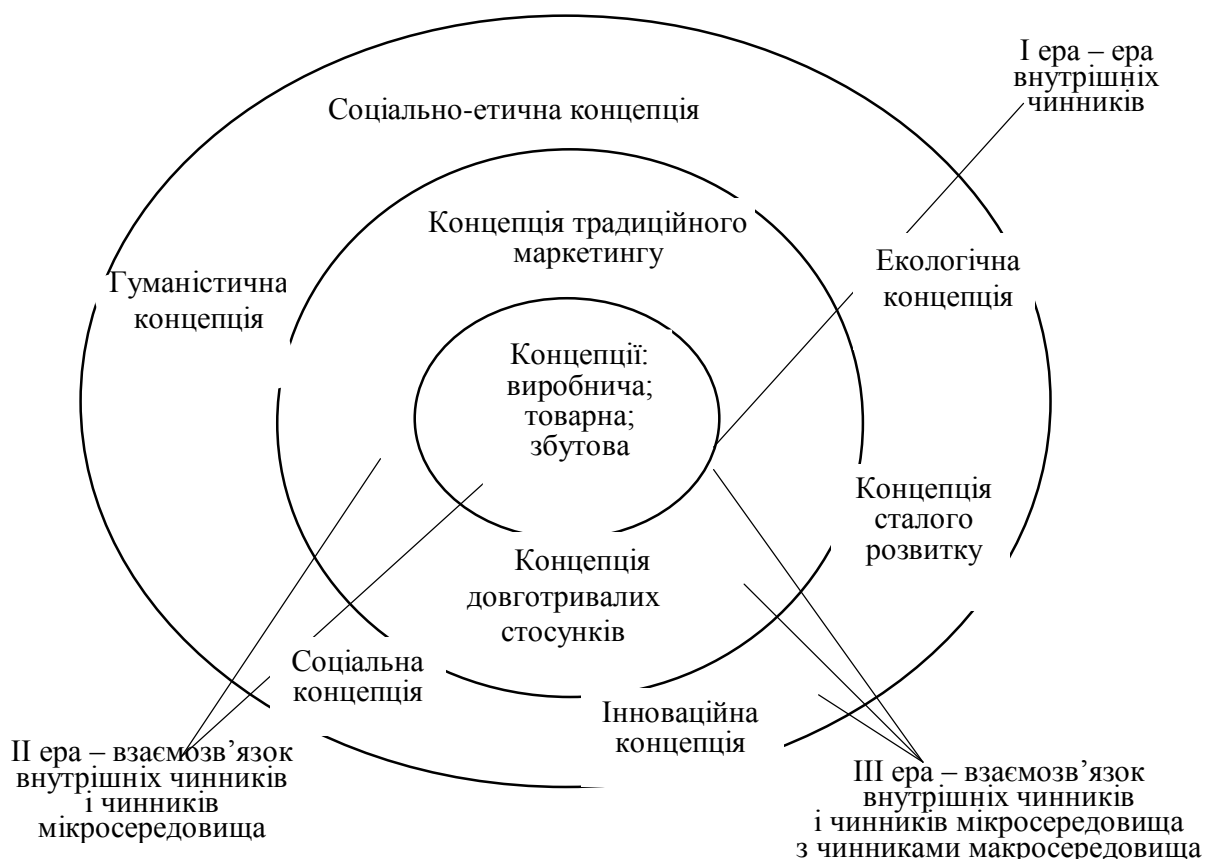 І ера – ера
внутрішніх
чинників
Соціально-етична концепція
Концепція традиційного
маркетингу
Гуманістична
концепція
Екологічна
концепція
Концепції:
виробнича;
товарна;
збутова
Концепція
сталого
розвитку
Концепція
довготривалих
стосунків
Соціальна
концепція
Інноваційна
концепція
ІІ ера – взаємозв’язок
внутрішніх чинників
і чинників
мікросередовища
ІІІ ера – взаємозв’язок
внутрішніх чинників
і чинників мікросередовища
з чинниками макросередовища